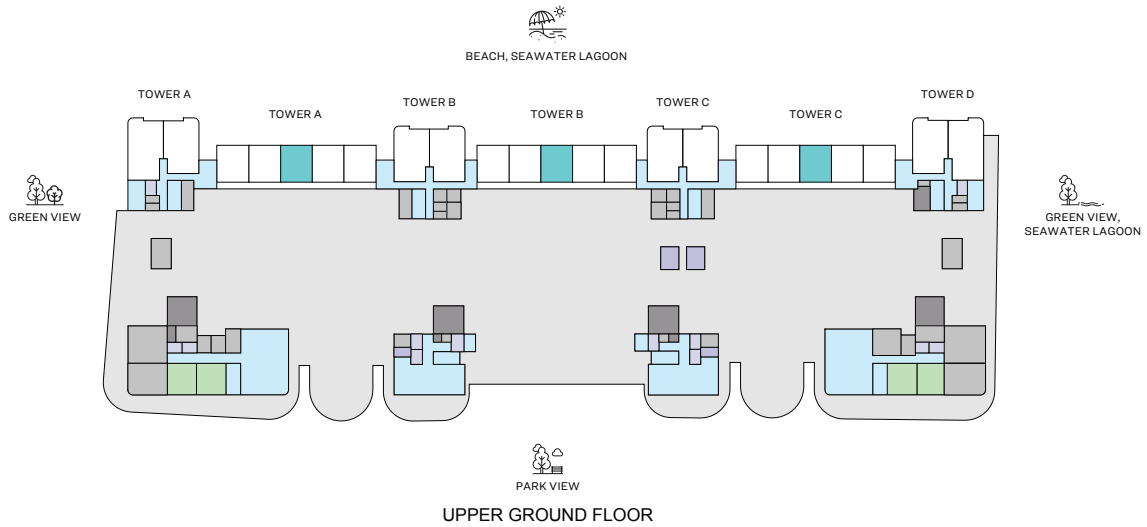 BEACH, SEAWATER LAGOON
TOWER A
TOWER A
TOWER B
TOWER B
TOWER C
TOWER C
TOWER D
GREEN VIEW
GREEN VIEW,
SEAWATER LAGOON
PARK VIEW
UPPER GROUND FLOOR